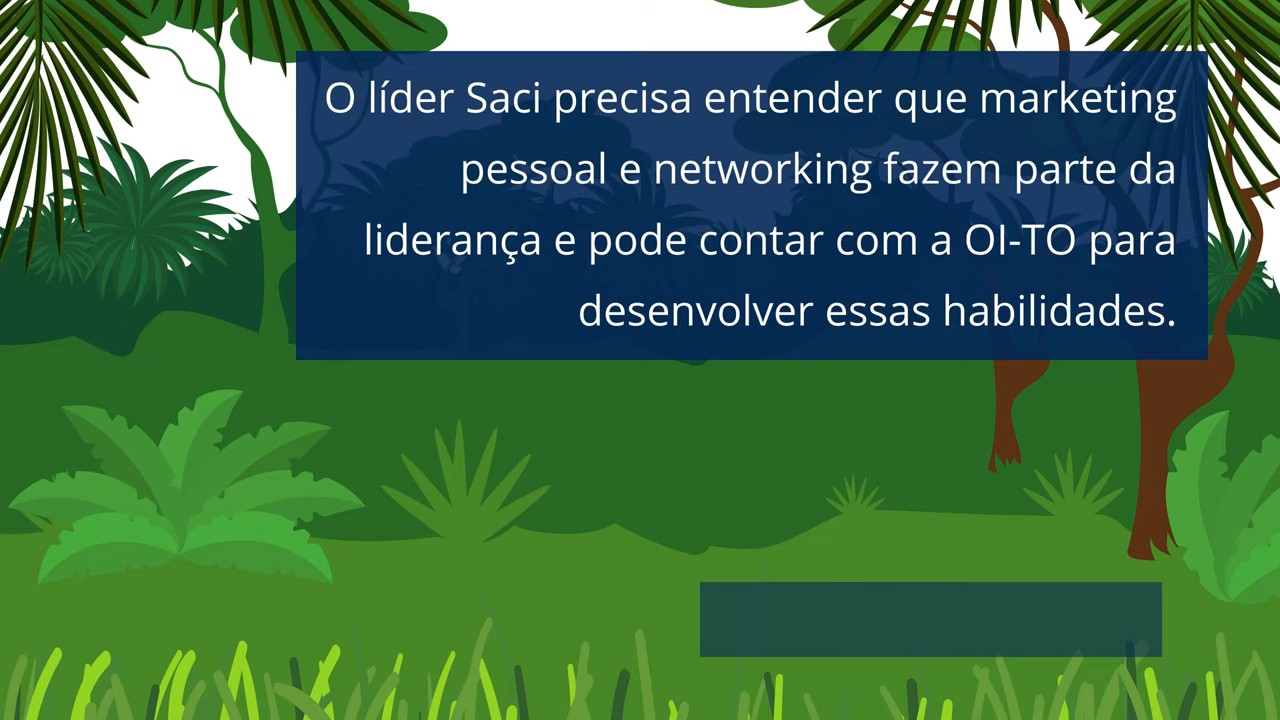 O líder Saci precisa entender que marketing
pessoal e networking fazem parte da
liderança e pode contar com a OI-TO para
desenvolver essas habilidades.